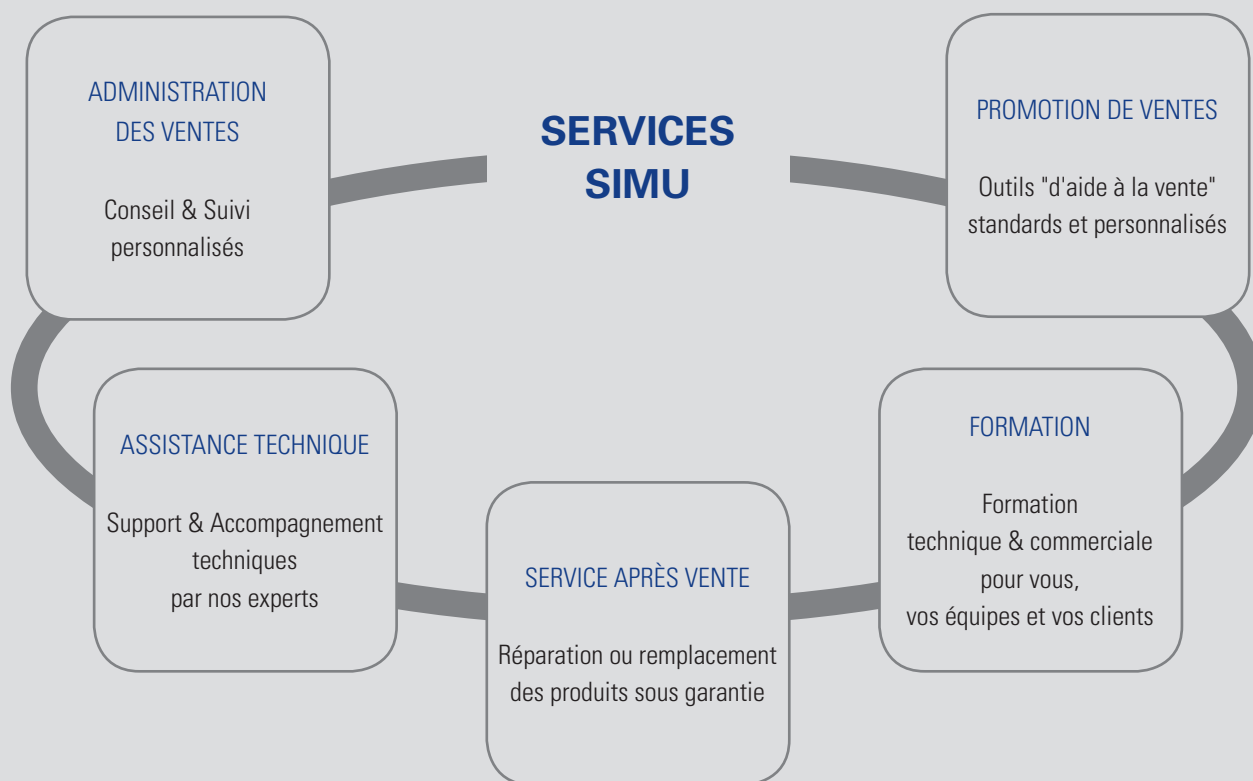 SERVICES
SIMU
ADMINISTRATION
DES VENTES
Conseil & Suivi
personnalisés
PROMOTION DE VENTES
Outils "d'aide à la vente"
standards et personnalisés
ASSISTANCE TECHNIQUE
Support & Accompagnement
techniques
par nos experts
SERVICE APRÈS VENTE
Réparation ou remplacement
des produits sous garantie
FORMATION
Formation
technique & commerciale
pour vous,
vos équipes et vos clients